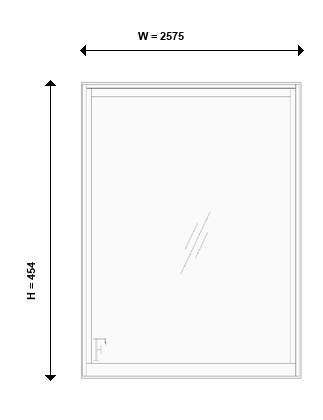 W = 2575
H = 454
F